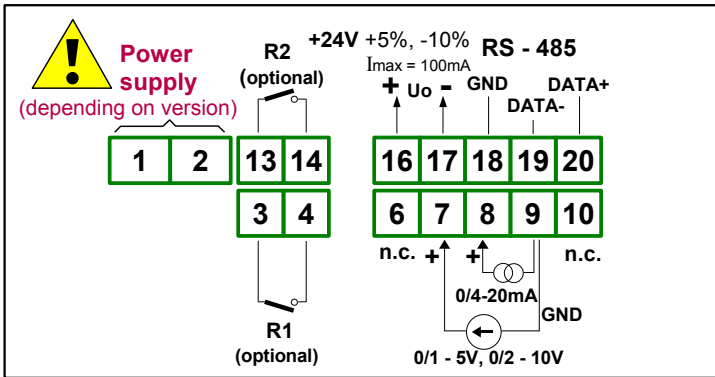 Power
supply
(depending on version)
R2
(optional)
+24V +5%, -10%
Imax = 100mA
+ Uo -
RS - 485
GND
DATA-
DATA+
1 2 13 14 16 17 18 19 20
3 4 6 7 8 9 10
n.c. + + n.c.
0/4-20mA
GND
R1
(optional)
0/1 - 5V, 0/2 - 10V
!